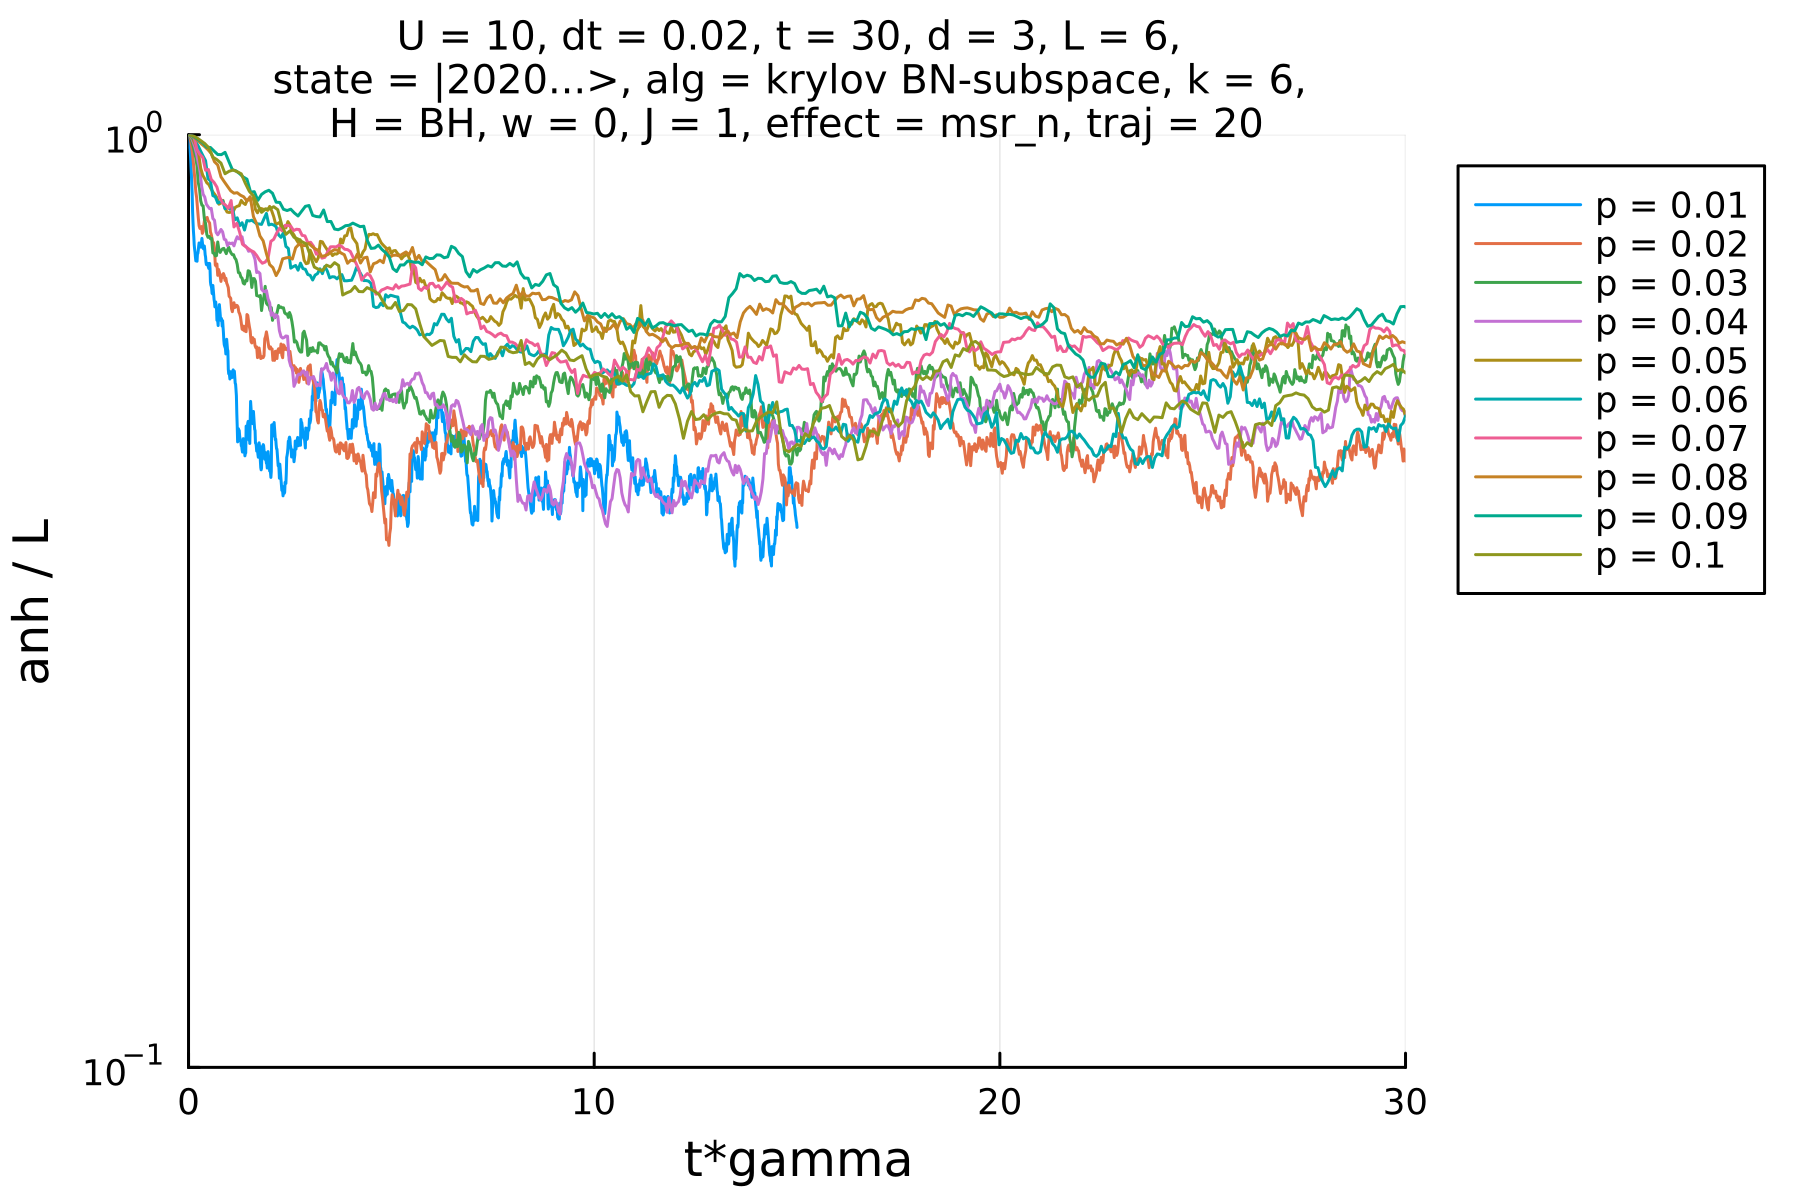 U = 10, dt = 0.02, t = 30, d = 3, L = 6,
state = |2020...>, alg = krylov BN-subspace, k = 6,
H = BH, w = 0, J = 1, effect = msr_n, traj = 20
10⁰
10⁻¹
anh / L
0 10 20 30
t*gamma
p = 0.01
p = 0.02
p = 0.03
p = 0.04
p = 0.05
p = 0.06
p = 0.07
p = 0.08
p = 0.09
p = 0.1